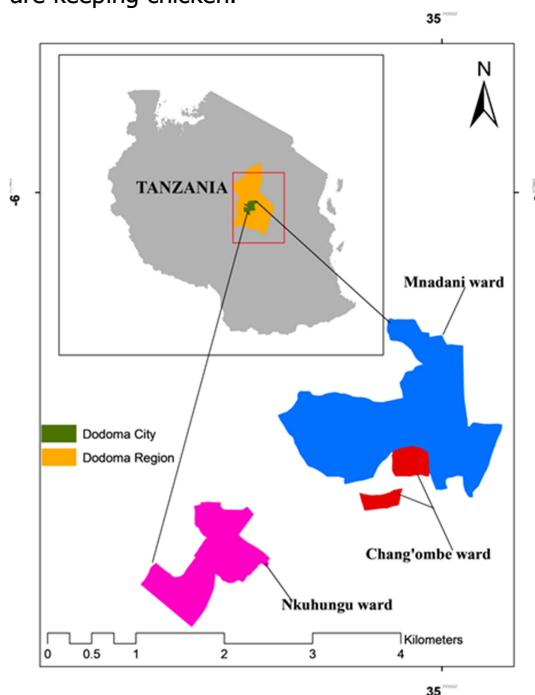 are keeping chicken.
35
N
-6
TANZANIA
Mnadani ward
Dodoma City
Dodoma Region
Chang'ombe ward
Nkuhungu ward
Kilometers
0 0.5 1 2 3 4
35